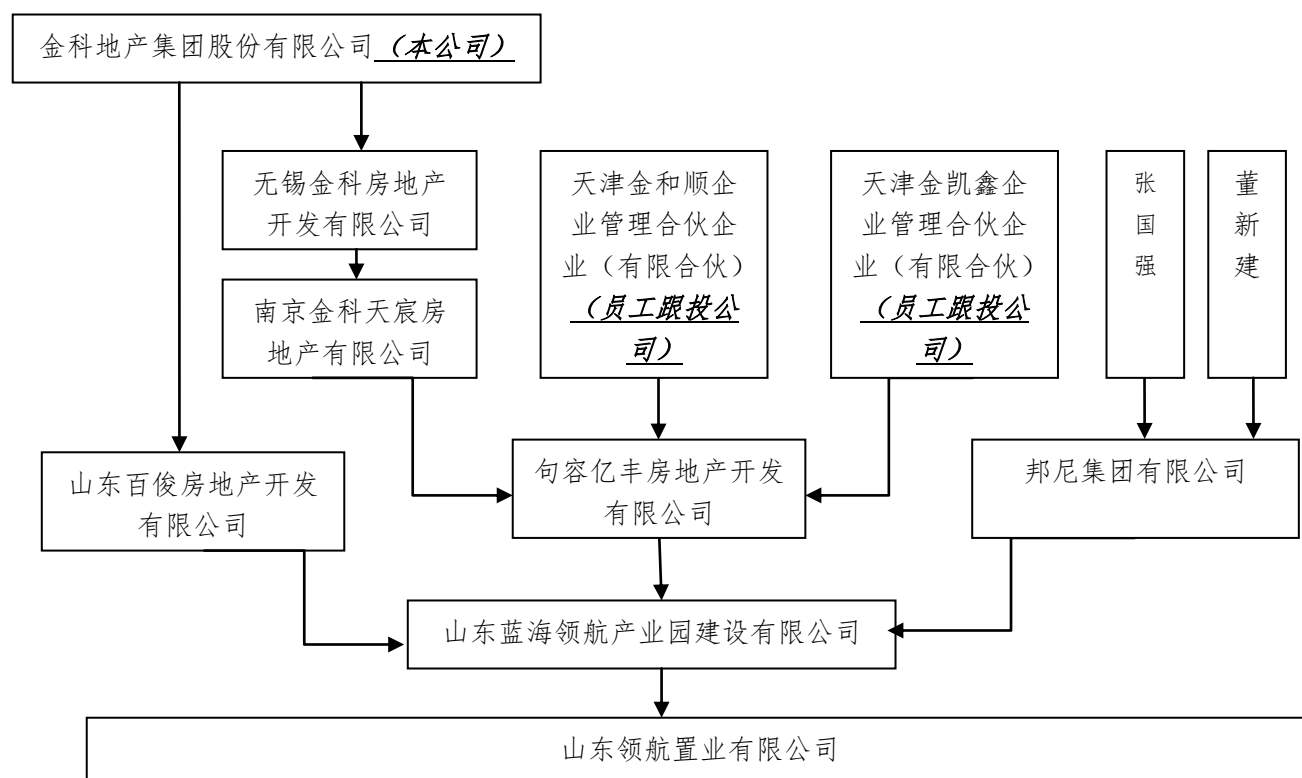 金科地产集团股份有限公司（本公司）
无锡金科房地产
开发有限公司
天津金和顺企
业管理合伙企
业（有限合伙）
（员工跟投公
司）
天津金凯鑫企
业管理合伙企
业（有限合伙）
（员工跟投公
司）
张
国
强
董
新
建
南京金科天宸房
地产有限公司
山东百俊房地产开发
有限公司
句容亿丰房地产开发
有限公司
邦尼集团有限公司
山东蓝海领航产业园建设有限公司
山东领航置业有限公司